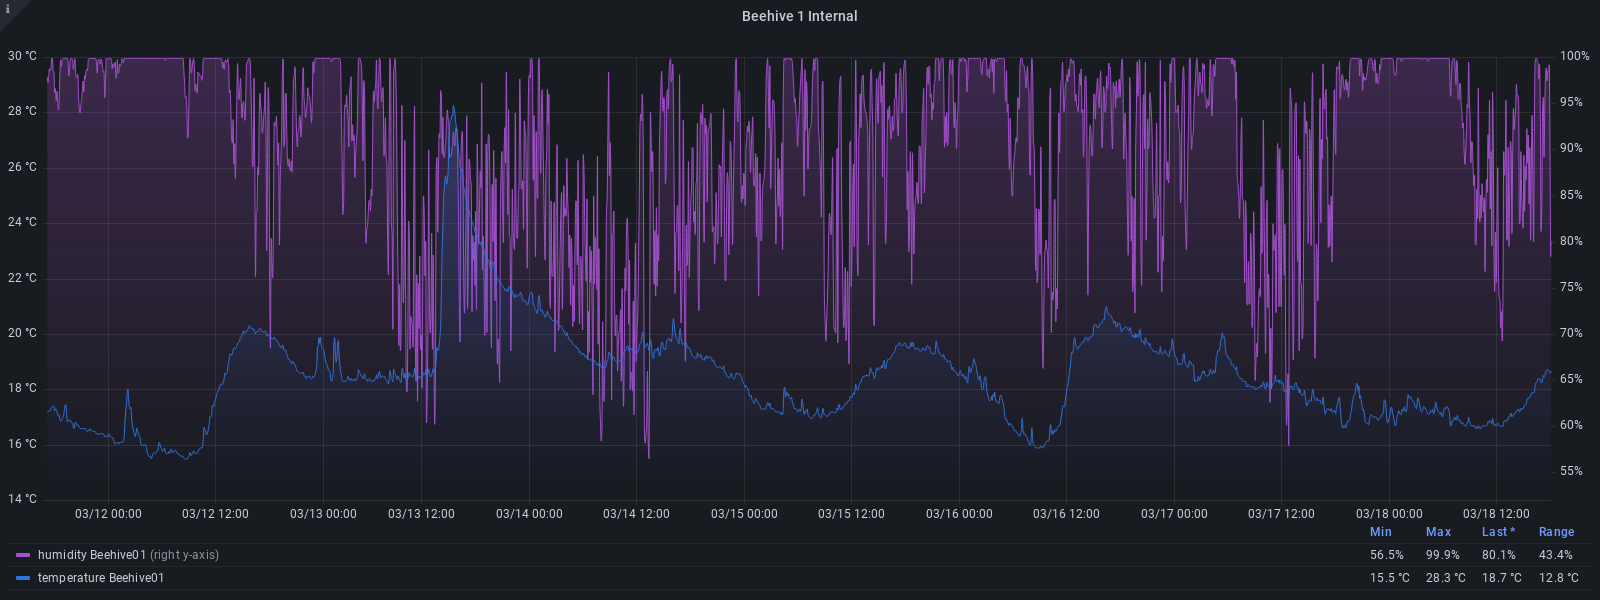 i
Beehive 1 Internal
30 °C 100%
28 °C 95%
26 °C 90%
24 °C 85%
22 °C 80%
20 °C 75%
18 °C 70%
16 °C 65%
14 °C 60%
55%
03/12 00:00 03/12 12:00 03/13 00:00 03/13 12:00 03/14 00:00 03/14 12:00 03/15 00:00 03/15 12:00 03/16 00:00 03/16 12:00 03/17 00:00 03/17 12:00 03/18 00:00 03/18 12:00
Min Max Last * Range
humidity Beehive01 (right y-axis) 56.5% 99.9% 80.1% 43.4%
temperature Beehive01 15.5 °C 28.3 °C 18.7 °C 12.8 °C